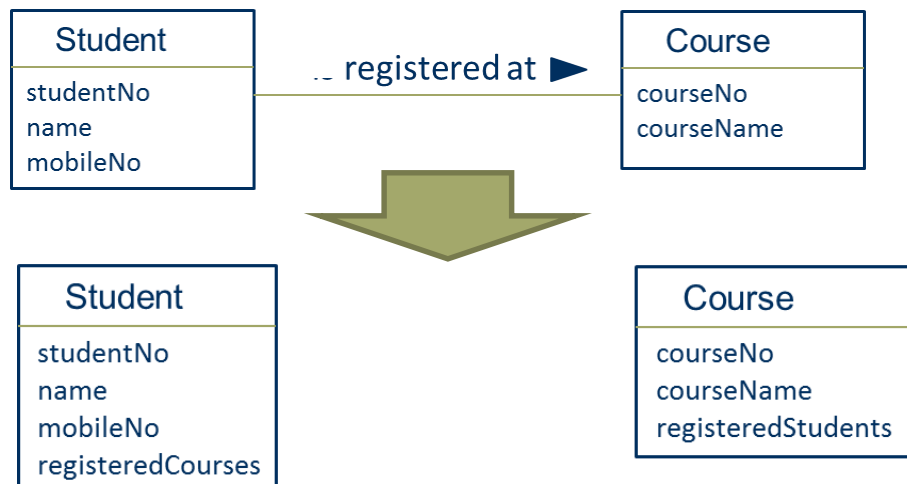 Student
studentNo
name
mobileNo
registered at
Course
courseNo
courseName
Student
studentNo
name
mobileNo
registeredCourses
Course
courseNo
courseName
registeredStudents